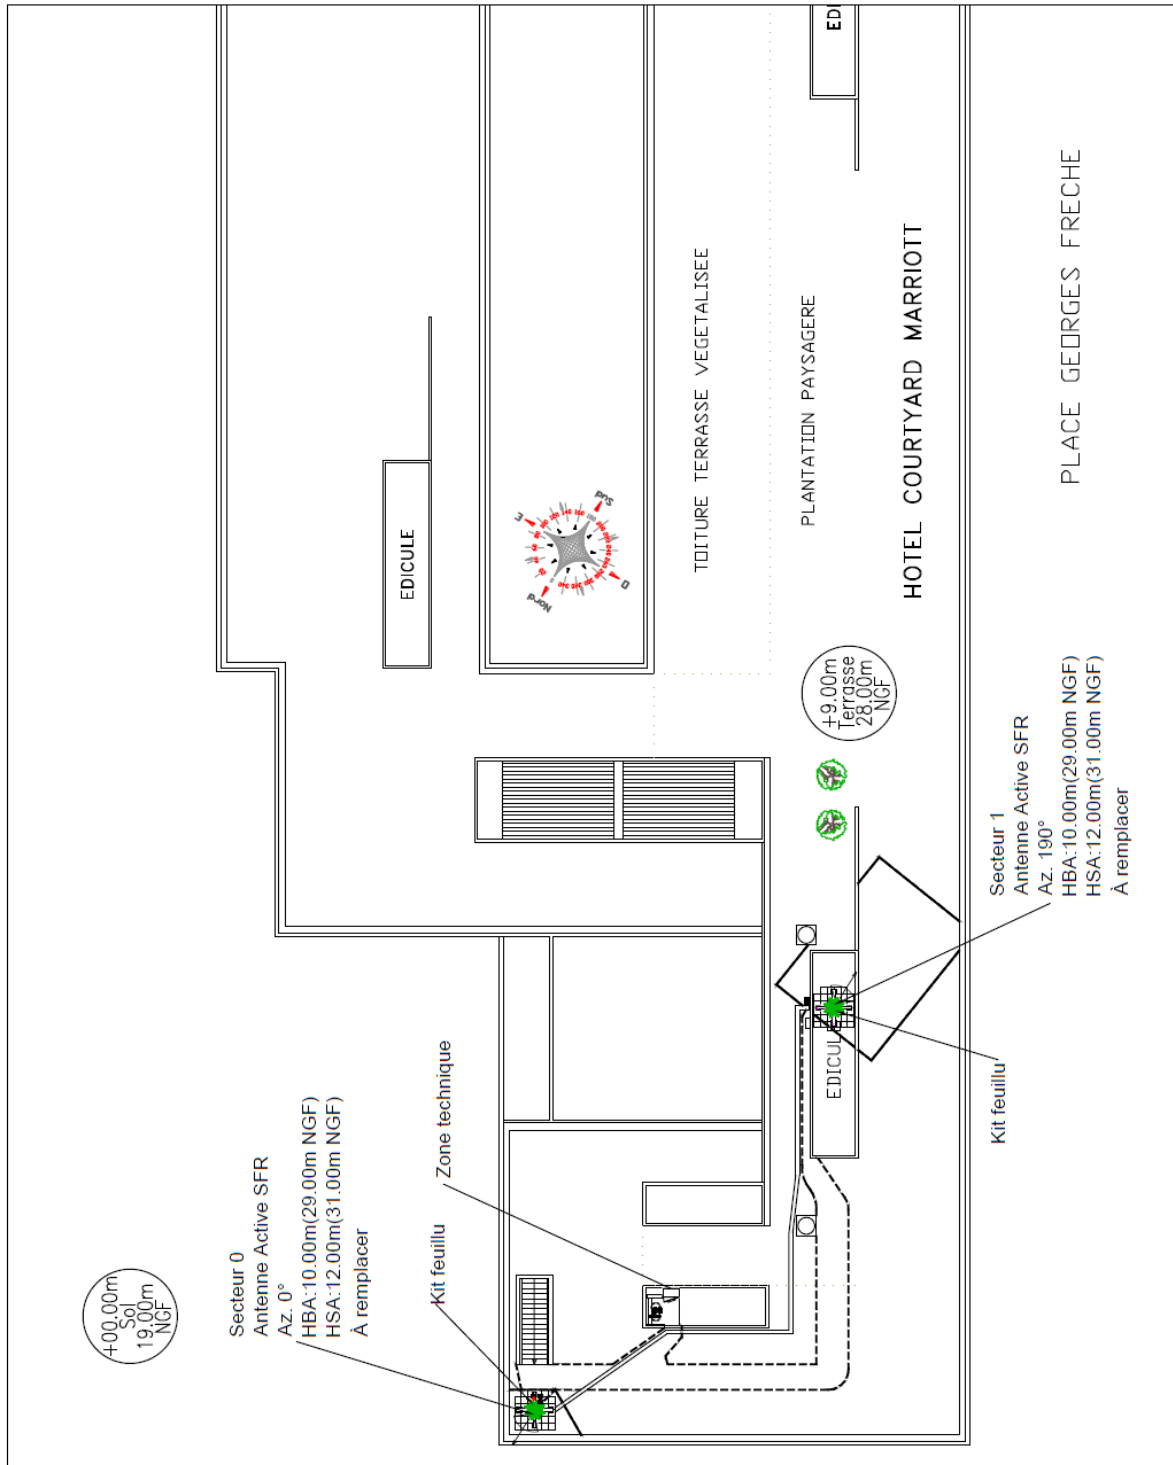 +00.00m
Sol
19.00m
NGF
Secteur 0
Antenne Active SFR
Az. 0°
HBA:10.00m(29.00m NGF)
HSA:12.00m(31.00m NGF)
À remplacer
Kit feuillu
Zone technique
EDICULE
Nord
E
Sud
O
TOITURE TERRASSE VEGETALISEE
PLANTATION PAYSAGERE
EDI
HOTEL COURTYARD MARRIOTT
PLACE GEORGES FRECHE
+9.00m
Terrasse
28.00m
NGF
EDICUL
Secteur 1
Antenne Active SFR
Az. 190°
HBA:10.00m(29.00m NGF)
HSA:12.00m(31.00m NGF)
À remplacer
Kit feuillu